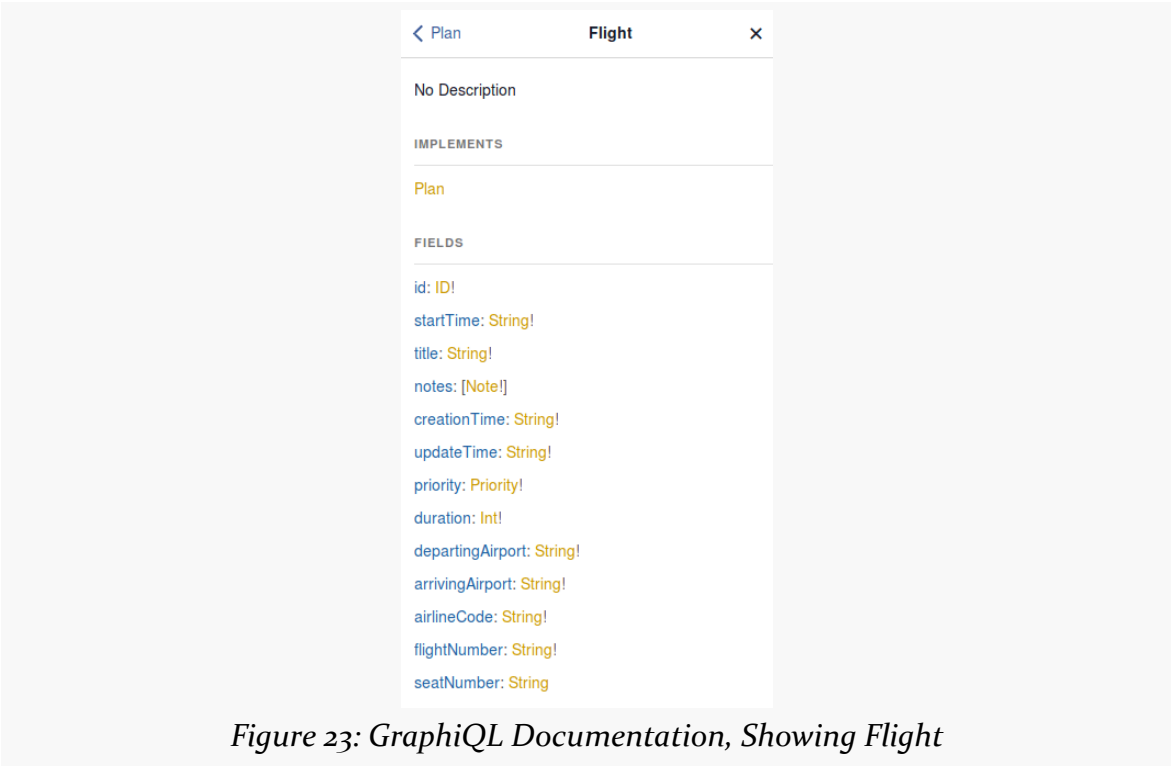 Plan
Flight
×
No Description
IMPLEMENTS
Plan
FIELDS
id: ID!
startTime: String!
title: String!
notes: [Note!]
creationTime: String!
updateTime: String!
priority: Priority!
duration: Int!
departingAirport: String!
arrivingAirport: String!
airlineCode: String!
flightNumber: String!
seatNumber: String
Figure 23: GraphiQL Documentation, Showing Flight